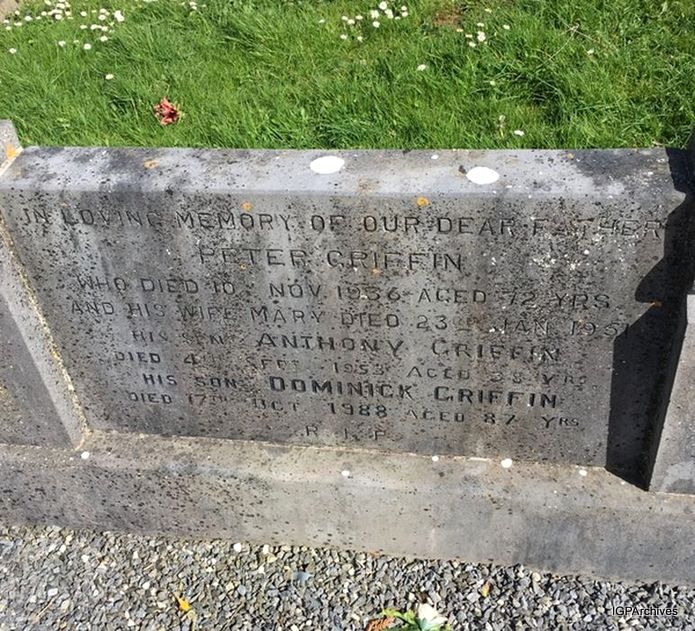 IN LOVING MEMORY OF OUR DEAR FATHER
PETER GRIFFIN
WHO DIED 10 NOV 1936 AGED 72 YRS
AND HIS WIFE MARY DIED 23 JAN 1951
HIS SON ANTHONY GRIFFIN
DIED 4TH SEPT 1953 AGED YRS
HIS SON DOMINICK GRIFFIN
DIED 17TH OCT 1988 AGED 87 YRS
R.I.P
IGPArchives